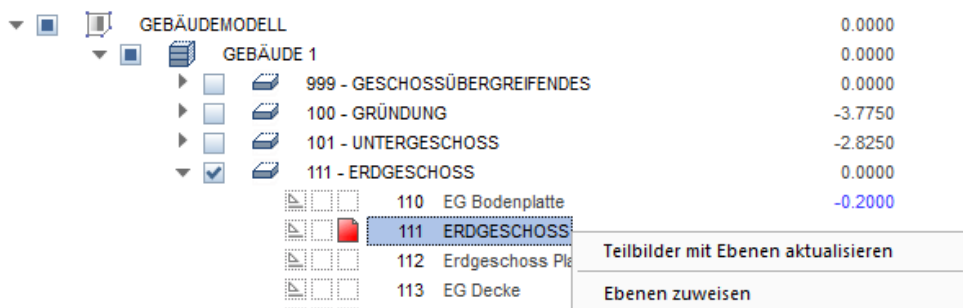 GEBÄUDEMODELL 0.0000
GEBÄUDE 1 0.0000
999 - GESCHOSSÜBERGREIFENDES 0.0000
100 - GRÜNDUNG -3.7750
101 - UNTERGESCHOSS -2.8250
111 - ERDGESCHOSS 0.0000
110 EG Bodenplatte -0.2000
111 ERDGESCHOSS
Teilbilder mit Ebenen aktualisieren
112 Erdgeschoss
113 EG Decke
Ebenen zuweisen